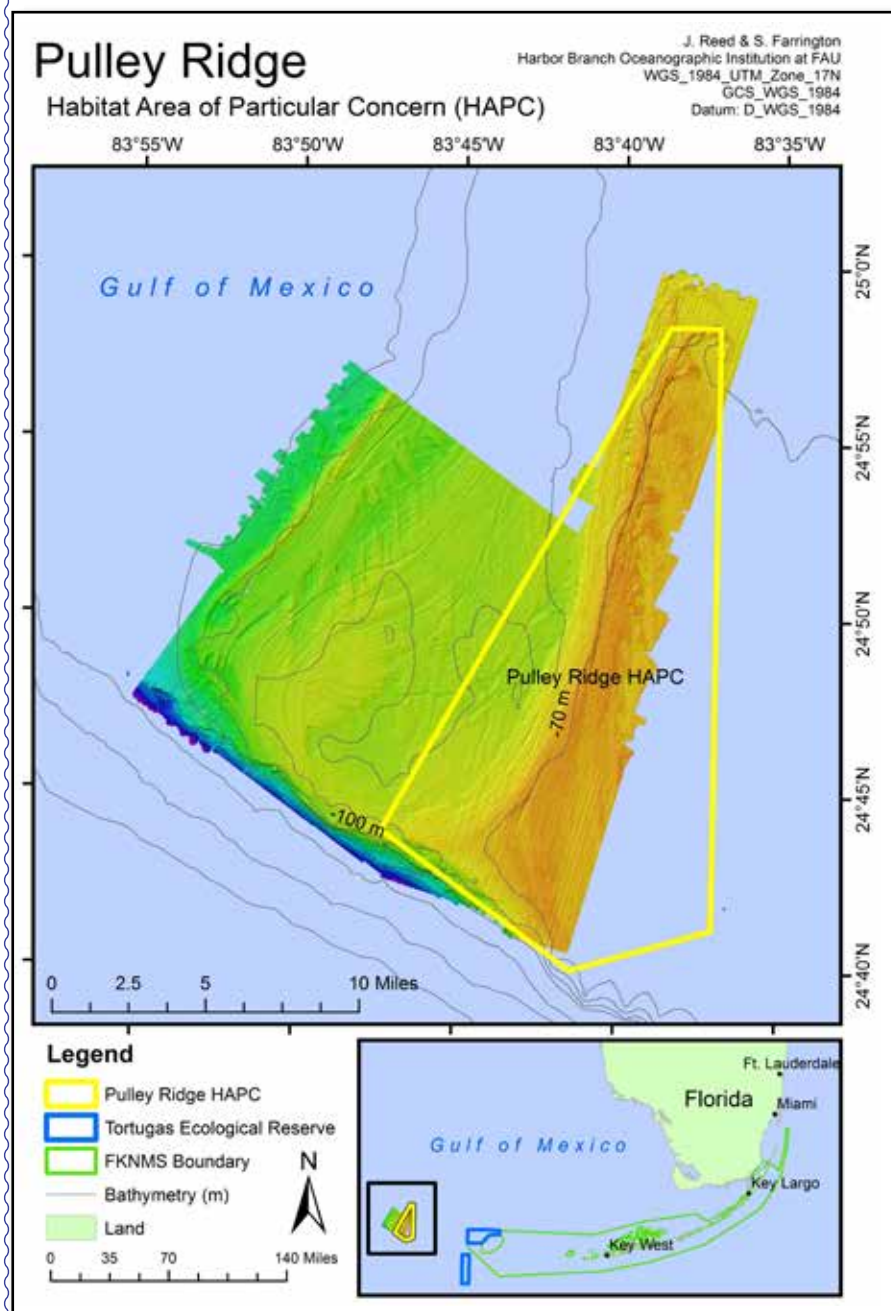 Pulley Ridge
Habitat Area of Particular Concern (HAPC)
J. Reed & S. Farrington
Harbor Branch Oceanographic Institution at FAU
WGS_1984_UTM_Zone_17N
GCS_WGS_1984
Datum: D_WGS_1984
83°55'W 83°50'W 83°45'W 83°40'W 83°35'W
Gulf of Mexico
25°0'N
24°55'N
24°50'N
Pulley Ridge HAPC
-70 m
24°45'N
-100 m
24°40'N
0 2.5 5 10 Miles
Legend
Pulley Ridge HAPC
Tortugas Ecological Reserve
FKNMS Boundary
Bathymetry (m)
Land
N
0 35 70 140 Miles
Ft. Lauderdale
Florida
Miami
Gulf of Mexico
Key Largo
Key West